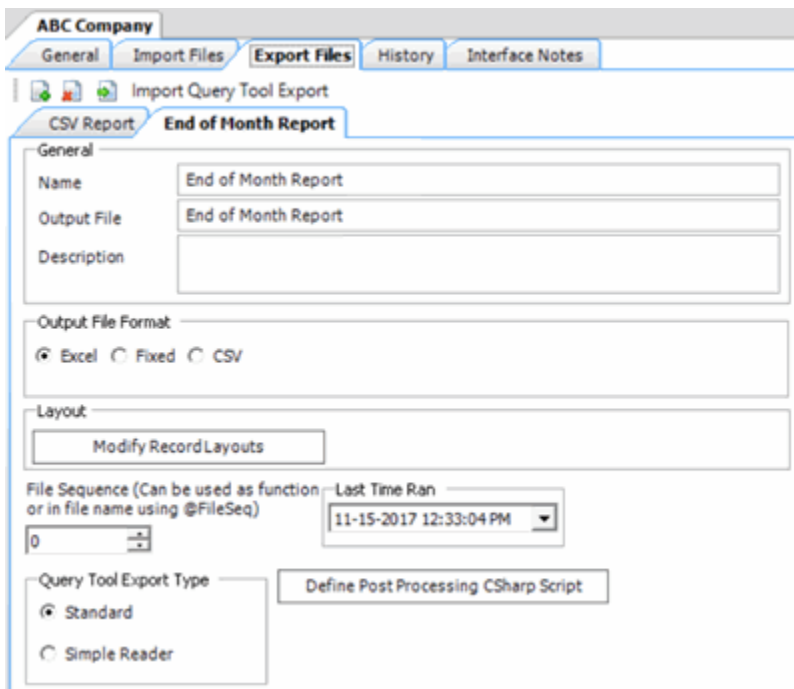 ABC Company
General Import Files Export Files History Interface Notes
Import Query Tool Export
CSV Report End of Month Report
General
Name End of Month Report
Output File End of Month Report
Description
Output File Format
Excel Fixed CSV
Layout
Modify Record Layouts
File Sequence (Can be used as function
or in file name using @FileSeq)
0
Last Time Ran
11-15-2017 12:33:04 PM
Query Tool Export Type
Standard
Simple Reader
Define Post Processing CSharp Script